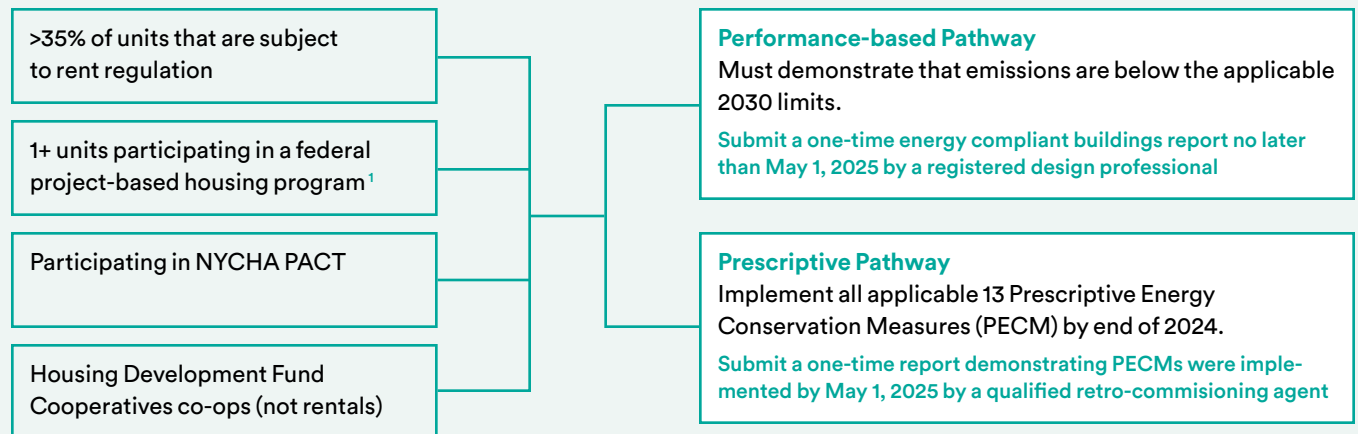 >35% of units that are subject
to rent regulation
1+ units participating in a federal
project-based housing program 1
Participating in NYCHA PACT
Housing Development Fund
Cooperatives co-ops (not rentals)
Performance-based Pathway
Must demonstrate that emissions are below the applicable
2030 limits.
Submit a one-time energy compliant buildings report no later
than May 1, 2025 by a registered design professional
Prescriptive Pathway
Implement all applicable 13 Prescriptive Energy
Conservation Measures (PECM) by end of 2024.
Submit a one-time report demonstrating PECMs were imple-
mented by May 1, 2025 by a qualified retro-commisioning agent